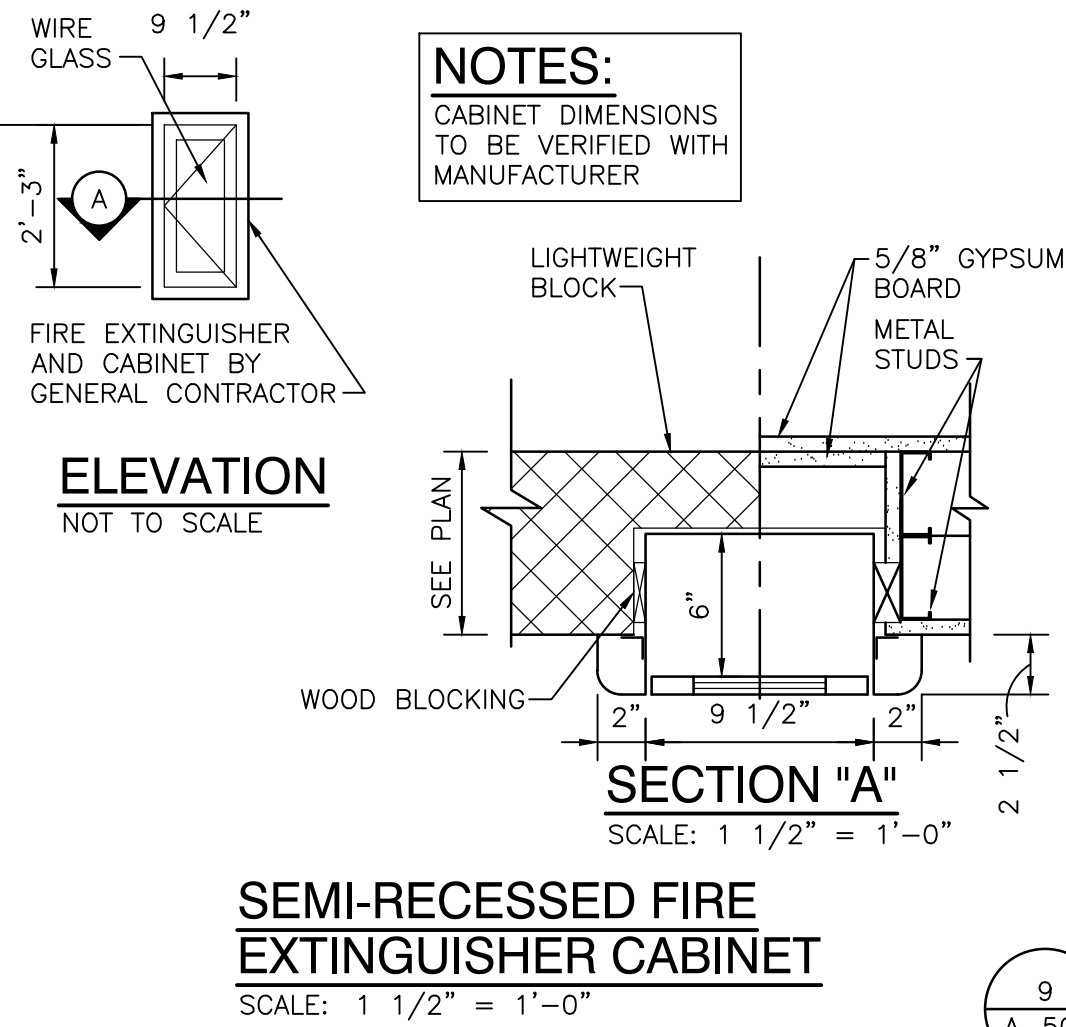 WIRE
GLASS
9 1/2"
2'-3"
A
FIRE EXTINGUISHER
AND CABINET BY
GENERAL CONTRACTOR
ELEVATION
NOT TO SCALE
NOTES:
CABINET DIMENSIONS
TO BE VERIFIED WITH
MANUFACTURER
LIGHTWEIGHT
BLOCK
5/8" GYPSUM
BOARD
METAL
STUDS
SEE PLAN
6"
WOOD BLOCKING
2"
9 1/2"
2"
2 1/2"
SECTION "A"
SCALE: 1 1/2" = 1'-0"
SEMI-RECESSED FIRE
EXTINGUISHER CABINET
SCALE: 1 1/2" = 1'-0"
9